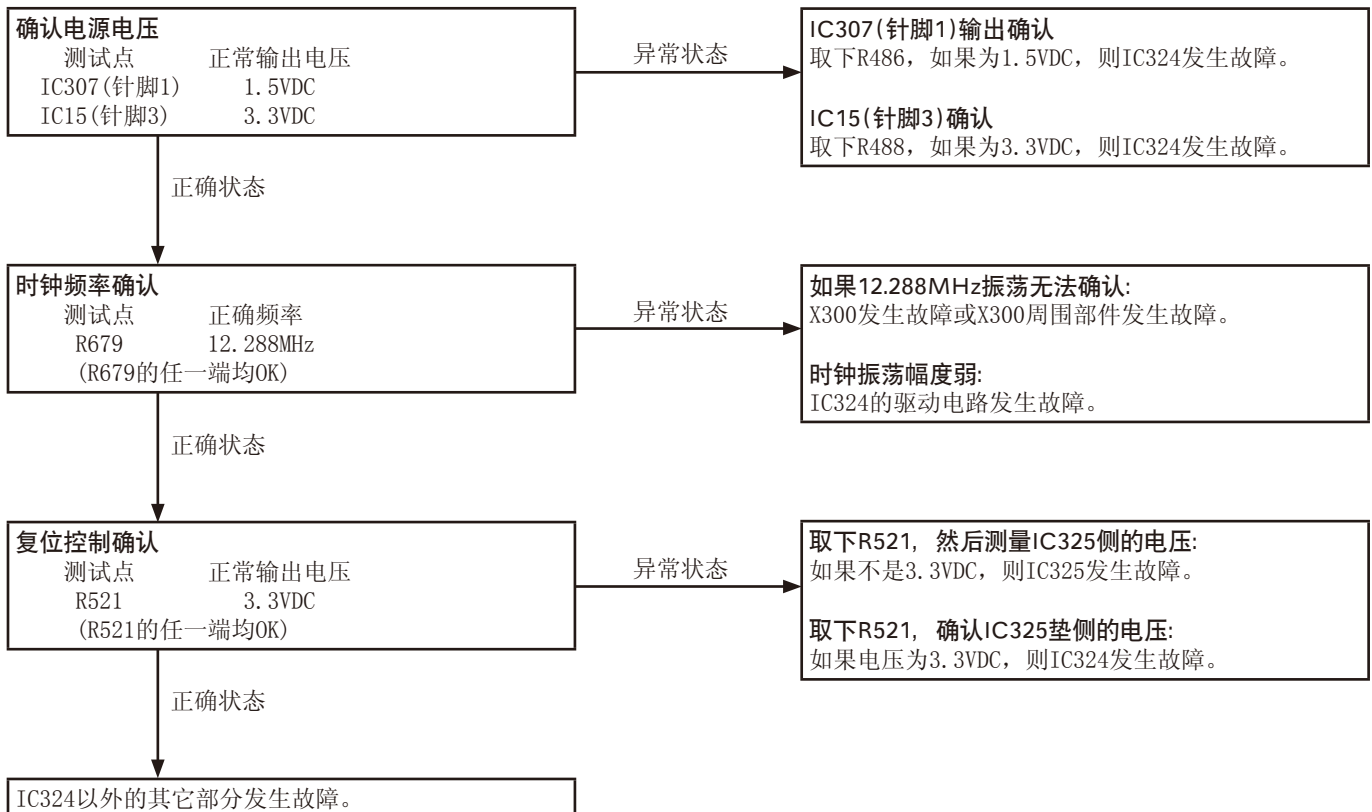 确认电源电压
测试点 正常输出电压
IC307(针脚1) 1.5VDC
IC15(针脚3) 3.3VDC
异常状态
IC307(针脚1)输出确认
取下R486，如果为1.5VDC，则IC324发生故障。
IC15(针脚3)确认
取下R488，如果为3.3VDC，则IC324发生故障。
正确状态
时钟频率确认
测试点 正确频率
R679 12.288MHz
(R679的任一端均OK)
异常状态
如果12.288MHz振荡无法确认:
X300发生故障或X300周围部件发生故障。
时钟振荡幅度弱:
IC324的驱动电路发生故障。
正确状态
复位控制确认
测试点 正常输出电压
R521 3.3VDC
(R521的任一端均OK)
异常状态
取下R521，然后测量IC325侧的电压:
如果不是3.3VDC，则IC325发生故障。
取下R521，确认IC325垫侧的电压:
如果电压为3.3VDC，则IC324发生故障。
正确状态
IC324以外的其它部分发生故障。